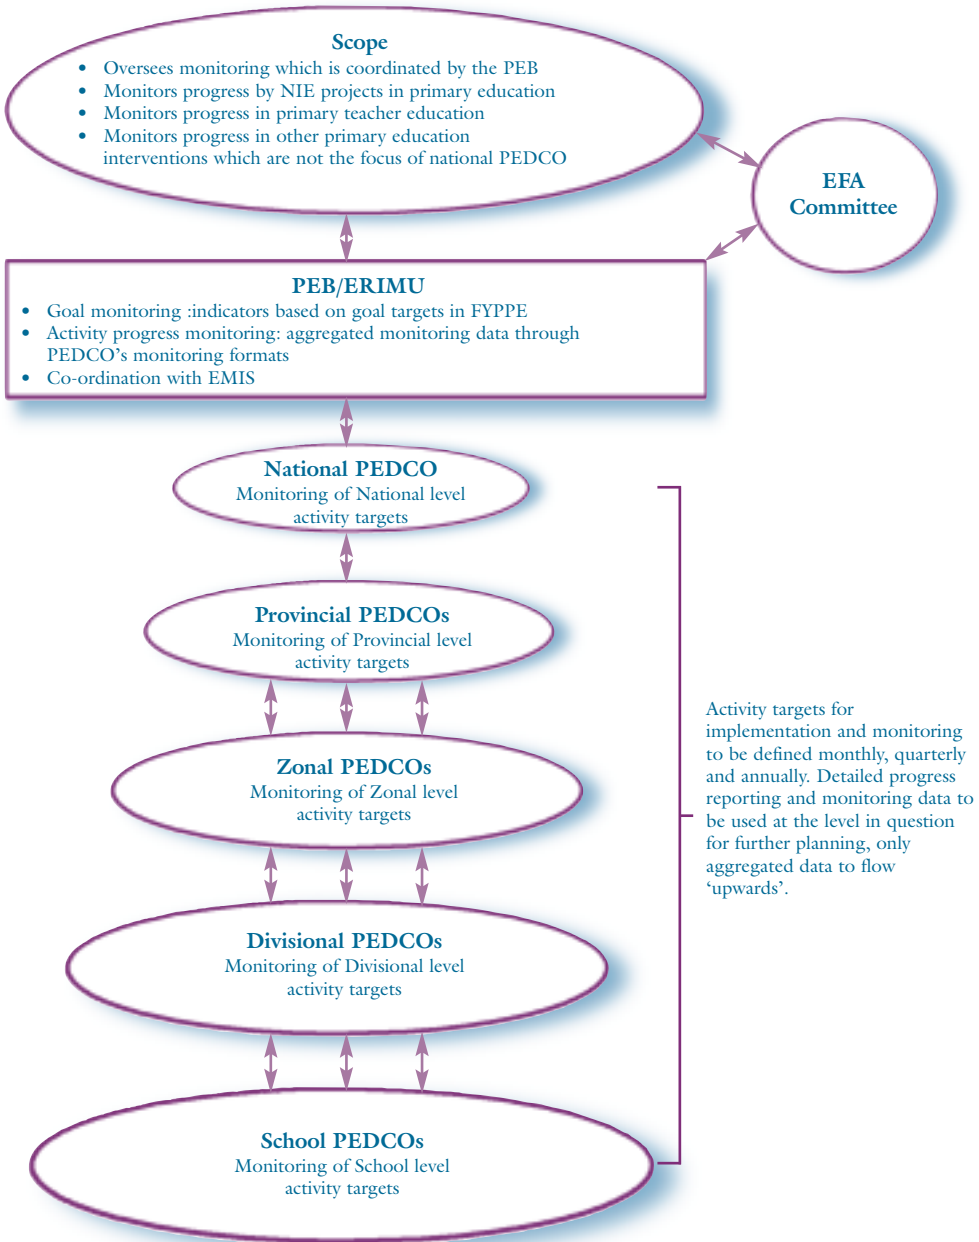 Scope
• Oversees monitoring which is coordinated by the PEB
• Monitors progress by NIE projects in primary education
• Monitors progress in primary teacher education
• Monitors progress in other primary education
interventions which are not the focus of national PEDCO
EFA
Committee
PEB/ERIMU
• Goal monitoring :indicators based on goal targets in FYPPE
• Activity progress monitoring: aggregated monitoring data through
PEDCO’s monitoring formats
• Co-ordination with EMIS
National PEDCO
Monitoring of National level
activity targets
Provincial PEDCOs
Monitoring of Provincial level
activity targets
Zonal PEDCOs
Monitoring of Zonal level
activity targets
Divisional PEDCOs
Monitoring of Divisional level
activity targets
School PEDCOs
Monitoring of School level
activity targets
Activity targets for
implementation and monitoring
to be defined monthly, quarterly
and annually. Detailed progress
reporting and monitoring data to
be used at the level in question
for further planning, only
aggregated data to flow
‘upwards’.